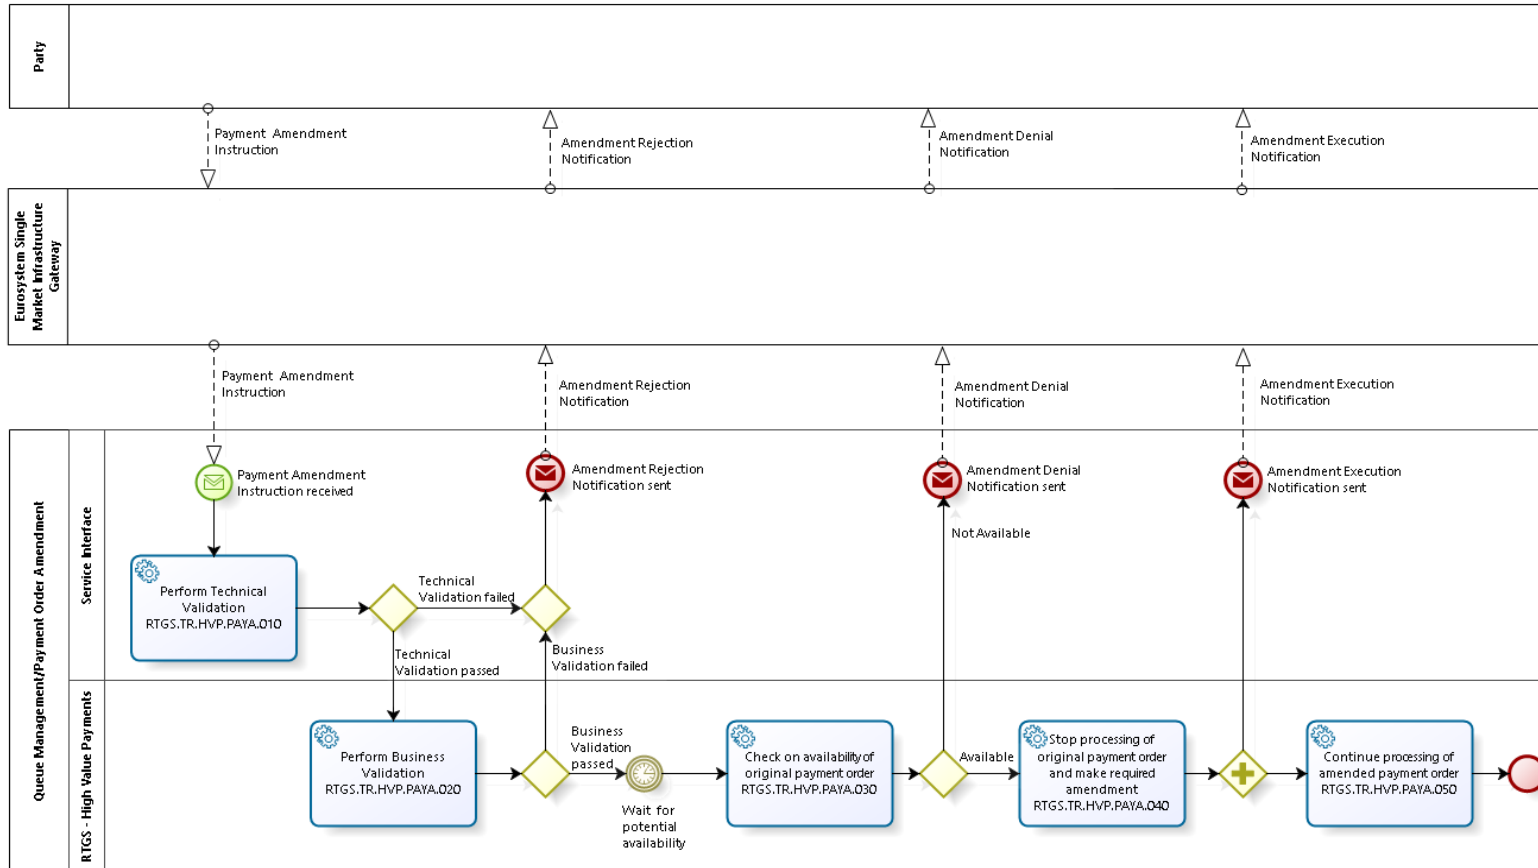 Party
Payment Amendment
Instruction
Amendment Rejection
Notification
Amendment Denial
Notification
Amendment Execution
Notification
Eurosystem Single
Market Infrastructure
Gateway
Payment Amendment
Instruction
Amendment Rejection
Notification
Amendment Denial
Notification
Amendment Execution
Notification
Queue Management/Payment Order Amendment
Service Interface
Payment Amendment
Instruction received
Amendment Rejection
Notification sent
Amendment Denial
Notification sent
Amendment Execution
Notification sent
Not Available
Perform Technical
Validation
RTGS.TR.HVP.PAYA.010
Technical
Validation failed
Technical
Validation passed
Business
Validation failed
RTGS - High Value Payments
Perform Business
Validation
RTGS.TR.HVP.PAYA.020
Business
Validation
passed
Wait for
potential
availability
Check on availability of
original payment order
RTGS.TR.HVP.PAYA.030
Available
Stop processing of
original payment order
and make required
amendment
RTGS.TR.HVP.PAYA.040
Continue processing of
amended payment order
RTGS.TR.HVP.PAYA.050